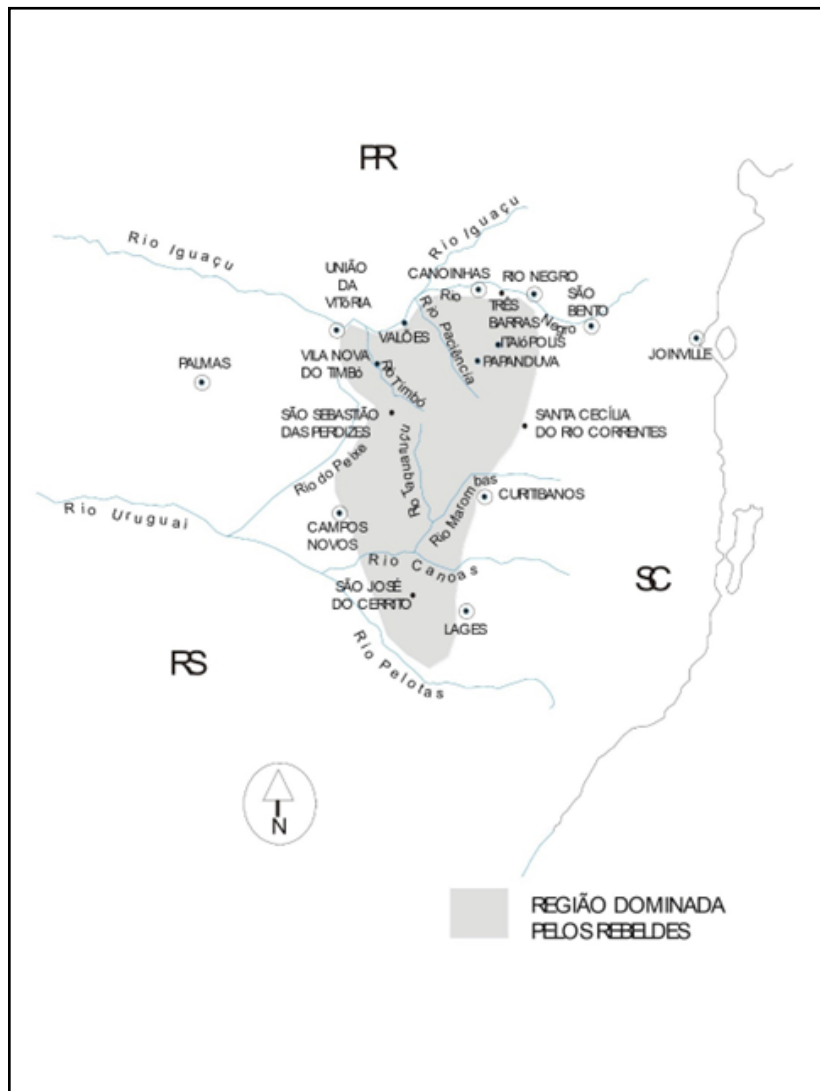 PR
Rio Iguaçu
Rio Iguaçu
UNIÃO
DA
VITÓRIA
CANOINHAS
RIO NEGRO
SÃO
BENTO
Rio Negro
TRÊS
BARRAS
VALÕES
Rio Paciência
ITAIÓPOLIS
PAPANDUVA
JOINVILLE
PALMAS
VILA NOVA
DO TIMBÓ
Rio Timbó
SÃO SEBASTIÃO
DAS PERDIZES
SANTA CECÍLIA
DO RIO CORRENTES
Rio do Peixe
Rio Taquaruçu
Rio Marombas
CURITIBANOS
Rio Uruguai
CAMPOS
NOVOS
Rio Canoas
SC
SÃO JOSÉ
DO CERRITO
LAGES
RS
Rio Pelotas
N
REGIÃO DOMINADA
PELOS REBELDES